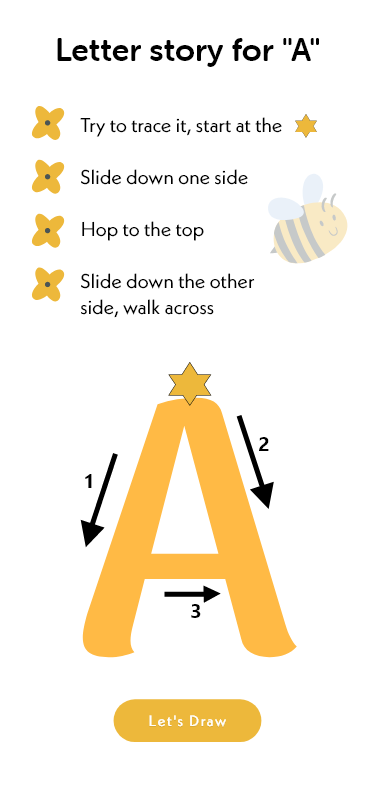 Letter story for "A"
Try to trace it, start at the
Slide down one side
Hop to the top
Slide down the other
side, walk across
A
1
2
3
Let's Draw